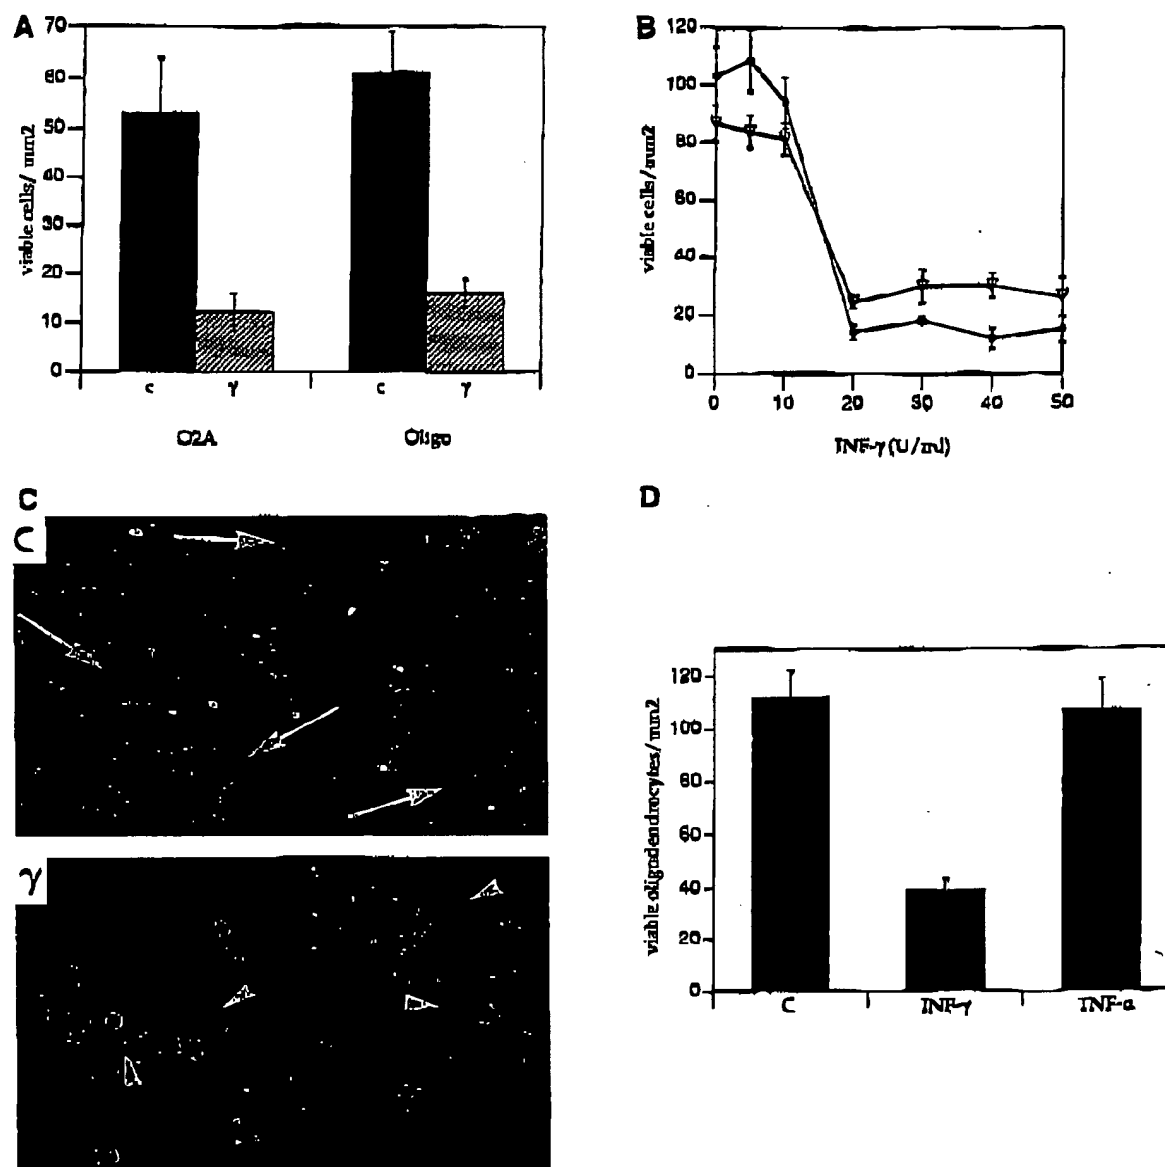 A
70
60
50
40
30
20
10
0
viable cells/mm2
c
γ
c
γ
O2A
Oligo
B
120
100
80
60
40
20
0
viable cells/mm2
0
10
20
30
40
50
INF-γ (U/ml)
C
C
γ
D
120
100
80
60
40
20
0
viable oligodendrocytes/mm2
C
INF-γ
INF-α